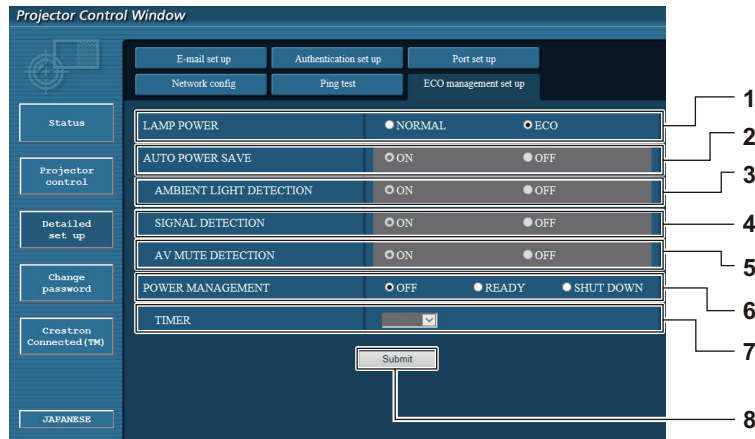 Projector Control Window
E-mail set up
Authentication set up
Port set up
Network config
Ping test
ECO management set up
Status
Projector
control
Detailed
set up
Change
password
Crestron
Connected(TM)
JAPANESE
LAMP POWER NORMAL ECO 1
AUTO POWER SAVE ON OFF 2
AMBIENT LIGHT DETECTION ON OFF 3
SIGNAL DETECTION ON OFF 4
AV MUTE DETECTION ON OFF 5
POWER MANAGEMENT OFF READY SHUT DOWN 6
TIMER 7
Submit 8